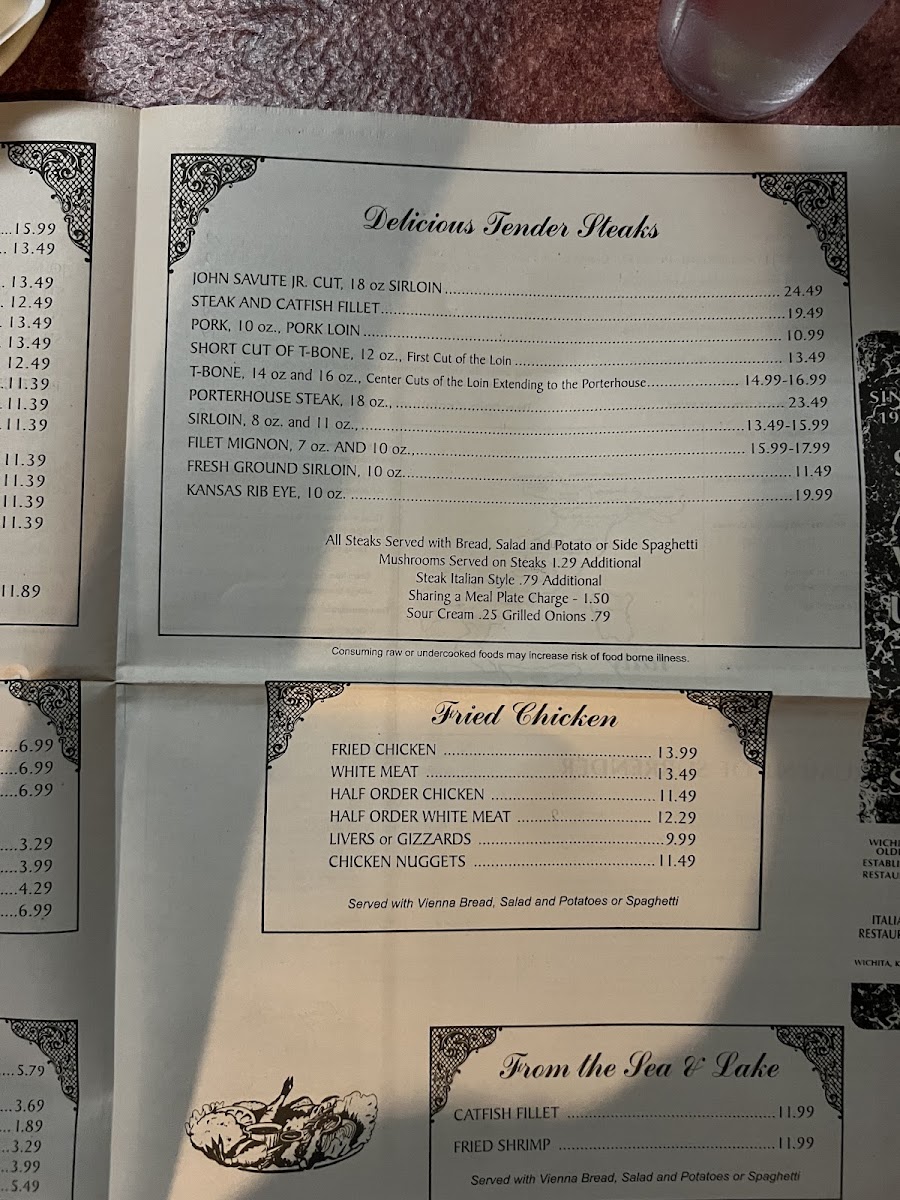 ...15.99
.. 13.49
. 13.49
. 12.49
. 13.49
. 13.49
12.49
..11.39
..11.39
..11.39
11.39
.11.39
.11.39
.11.39
11.89
....6.99
....6.99
....6.99
....3.29
....3.99
....4.29
....6.99
....5.79
...3.69
... 1.89
...3.29
...3.99
...5.49
Delicious Tender Steaks
JOHN SAVUTE JR. CUT, 18 oz SIRLOIN 24.49
STEAK AND CATFISH FILLET 19.49
PORK, 10 oz., PORK LOIN 10.99
SHORT CUT OF T-BONE, 12 oz., First Cut of the Loin 13.49
T-BONE, 14 oz and 16 oz., Center Cuts of the Loin Extending to the Porterhouse 14.99-16.99
PORTERHOUSE STEAK, 18 oz., 23.49
SIRLOIN, 8 oz. and 11 oz., 13.49-15.99
FILET MIGNON, 7 oz. AND 10 oz., 15.99-17.99
FRESH GROUND SIRLOIN, 10 oz. 11.49
KANSAS RIB EYE, 10 oz. 19.99
All Steaks Served with Bread, Salad and Potato or Side Spaghetti
Mushrooms Served on Steaks 1.29 Additional
Steak Italian Style .79 Additional
Sharing a Meal Plate Charge - 1.50
Sour Cream .25 Grilled Onions .79
Consuming raw or undercooked foods may increase risk of food borne illness.
Fried Chicken
FRIED CHICKEN 13.99
WHITE MEAT 13.49
HALF ORDER CHICKEN 11.49
HALF ORDER WHITE MEAT 12.29
LIVERS or GIZZARDS 9.99
CHICKEN NUGGETS 11.49
Served with Vienna Bread, Salad and Potatoes or Spaghetti
From the Sea & Lake
CATFISH FILLET 11.99
FRIED SHRIMP 11.99
Served with Vienna Bread, Salad and Potatoes or Spaghetti
SIN
19
WICH
OLD
ESTABLI
RESTAU
ITALIA
RESTAUR
WICHITA, K